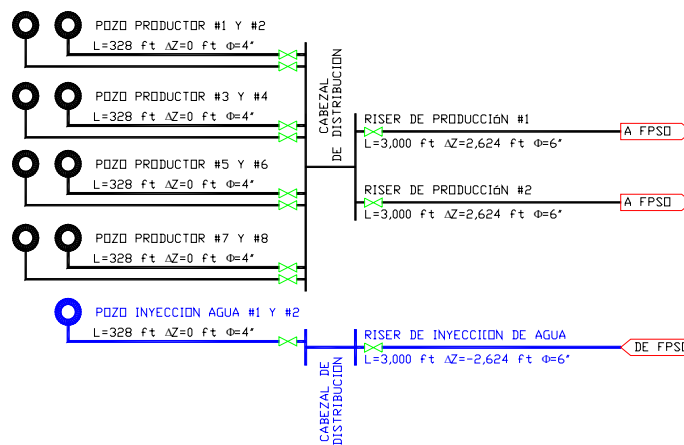 POZO PRODUCTOR #1 Y #2
L=328 ft ΔZ=0 ft Φ=4"
POZO PRODUCTOR #3 Y #4
L=328 ft ΔZ=0 ft Φ=4"
POZO PRODUCTOR #5 Y #6
L=328 ft ΔZ=0 ft Φ=4"
POZO PRODUCTOR #7 Y #8
L=328 ft ΔZ=0 ft Φ=4"
CABEZAL
DE DISTRIBUCION
RISER DE PRODUCCIóN #1
L=3,000 ft ΔZ=2,624 ft Φ=6"
A FPSO
RISER DE PRODUCCIóN #2
L=3,000 ft ΔZ=2,624 ft Φ=6"
A FPSO
POZO INYECCION AGUA #1 Y #2
L=328 ft ΔZ=0 ft Φ=4"
CABEZAL DE
DISTRIBUCION
RISER DE INYECCIION DE AGUA
L=3,000 ft ΔZ=-2,624 ft Φ=6"
DE FPSO